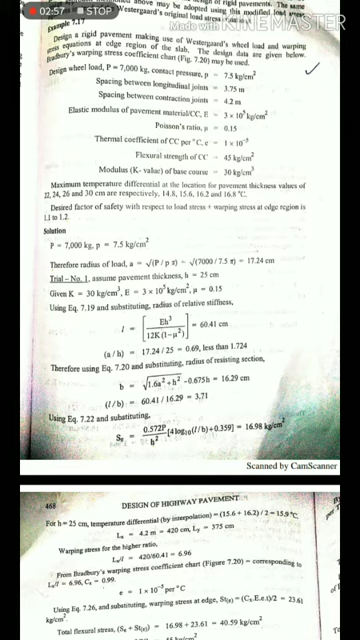 02:57 STOP
above may be adopted using this modified load
of rigid pavements. The same
Westergaard's original load stress
Made With KINEMASTER
Example 7.17
Design a rigid pavement making use of Westergaard's wheel load and warping
stress equations at edge region of the slab. The design data are given below.
Bradbury's warping stress coefficient chart (Fig. 7.20) may be used.
Design wheel load, P = 7,000 kg, contact pressure, p = 7.5 kg/cm²
Spacing between longitudinal joints = 3.75 m
Spacing between contraction joints = 4.2 m
Elastic modulus of pavement material/CC, E = 3 × 10⁵ kg/cm²
Poisson's ratio, μ = 0.15
Thermal coefficient of CC per °C, e = 1 × 10⁻⁵
Flexural strength of CC = 45 kg/cm²
Modulus (K- value) of base course = 30 kg/cm³
Maximum temperature differential at the location for pavement thickness values of
22, 24, 26 and 30 cm are respectively, 14.8, 15.6, 16.2 and 16.8 °C.
Desired factor of safety with respect to load stress + warping stress at edge region is
1.1 to 1.2.
Solution
P = 7,000 kg, p = 7.5 kg/cm²
Therefore radius of load, a = √(P / p π) = √(7000 / 7.5 π) = 17.24 cm
Trial – No. 1, assume pavement thickness, h = 25 cm
Given K = 30 kg/cm³, E = 3 × 10⁵ kg/cm², μ = 0.15
Using Eq. 7.19 and substituting, radius of relative stiffness,
l = [Eh³ / 12K (1-μ²)] = 60.41 cm
(a / h) = 17.24 / 25 = 0.69, less than 1.724
Therefore using Eq. 7.20 and substituting, radius of resisting section,
b = √1.6a² + h² -0.675h = 16.29 cm
(l / b) = 60.41 / 16.29 = 3.71
Using Eq. 7.22 and substituting,
Sₑ = 0.572P / h² [4 log₁₀(l / b)+0.359] = 16.98 kg/cm²
Scanned by CamScanner
468 DESIGN OF HIGHWAY PAVEMENT
For h = 25 cm, temperature differential (by interpolation) = (15.6 + 16.2) / 2 = 15.9 °C
Lₓ = 4.2 m = 420 cm, Lᵧ = 375 cm
Warping stress for the higher ratio,
Lₓ/l = 420/60.41 = 6.96
From Bradbury's warping stress coefficient chart (Figure 7.20) = corresponding to
Lₓ/l = 6.96, Cₓ = 0.99.
e = 1 × 10⁻⁵ per °C
Using Eq. 7.26, and substituting, warping stress at edge, St(e) = (Cₓ.E.e.t)/2 = 23.61
kg/cm²
Total flexural stress, (Sₑ + St(e)) = 16.98 + 23.61 = 40.59 kg/cm²